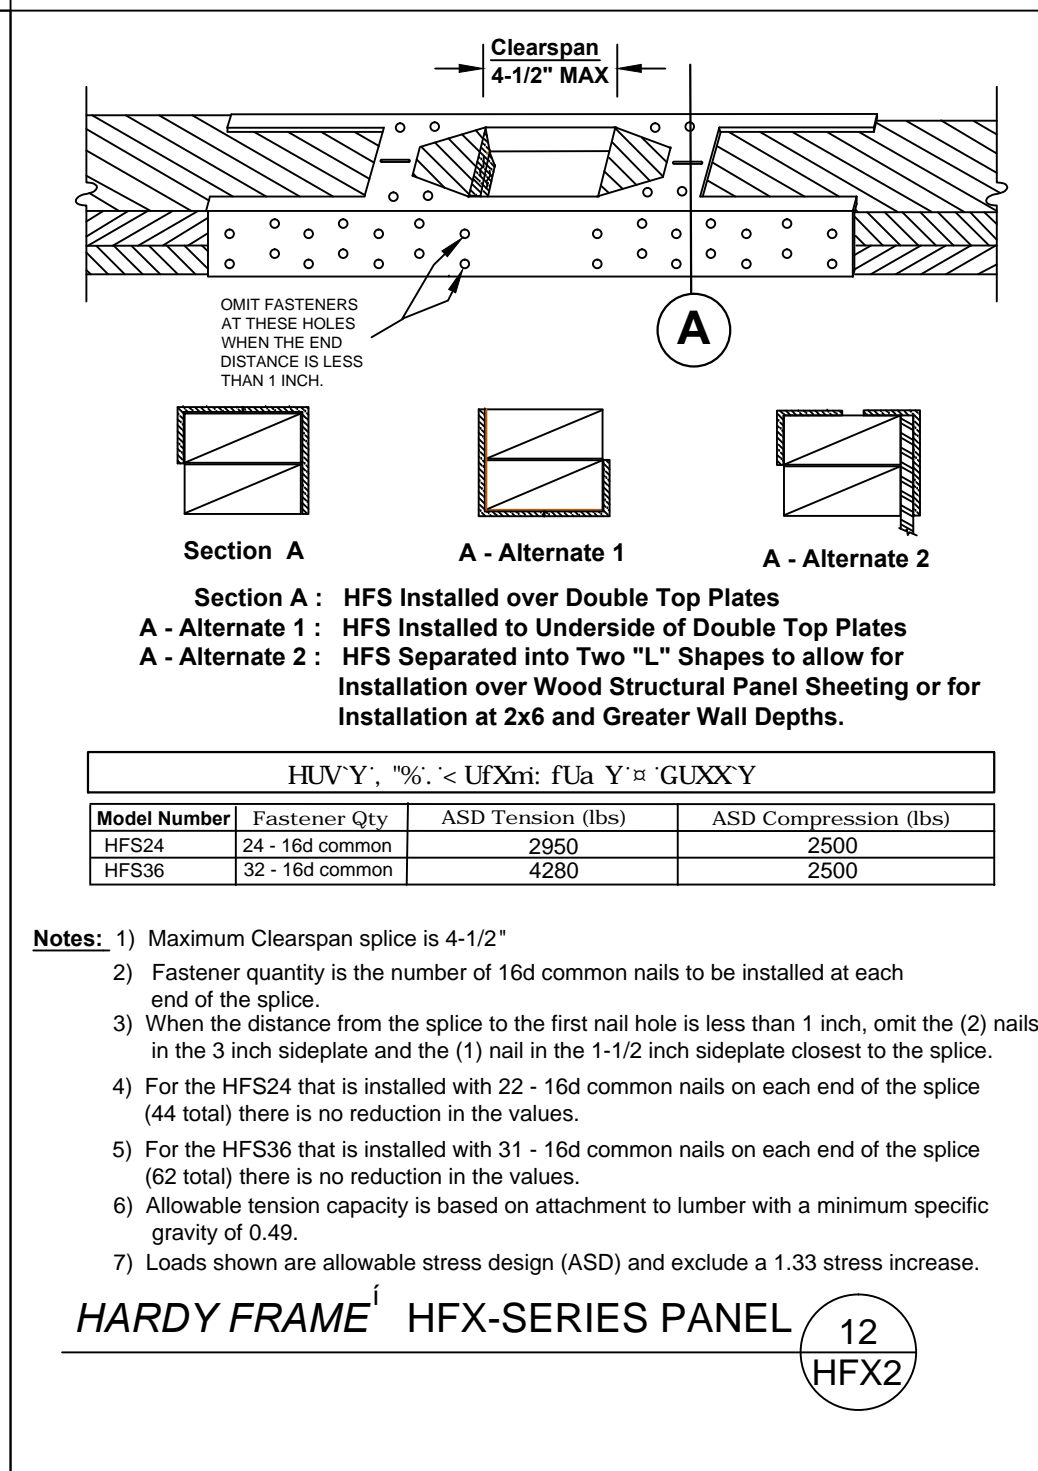 Clearspan
4-1/2" MAX
OMIT FASTENERS
AT THESE HOLES
WHEN THE END
DISTANCE IS LESS
THAN 1 INCH.
A
Section A
A - Alternate 1
A - Alternate 2
Section A : HFS Installed over Double Top Plates
A - Alternate 1 : HFS Installed to Underside of Double Top Plates
A - Alternate 2 : HFS Separated into Two "L" Shapes to allow for
Installation over Wood Structural Panel Sheeting or for
Installation at 2x6 and Greater Wall Depths.
HUV`Y˙, "%˙. ˙< UfXmi: fUa Y˙¤ ˙GUXX`Y
Model Number Fastener Qty ASD Tension (lbs) ASD Compression (lbs)
HFS24 24 - 16d common 2950 2500
HFS36 32 - 16d common 4280 2500
Notes: 1) Maximum Clearspan splice is 4-1/2"
2) Fastener quantity is the number of 16d common nails to be installed at each
end of the splice.
3) When the distance from the splice to the first nail hole is less than 1 inch, omit the (2) nails
in the 3 inch sideplate and the (1) nail in the 1-1/2 inch sideplate closest to the splice.
4) For the HFS24 that is installed with 22 - 16d common nails on each end of the splice
(44 total) there is no reduction in the values.
5) For the HFS36 that is installed with 31 - 16d common nails on each end of the splice
(62 total) there is no reduction in the values.
6) Allowable tension capacity is based on attachment to lumber with a minimum specific
gravity of 0.49.
7) Loads shown are allowable stress design (ASD) and exclude a 1.33 stress increase.
HARDY FRAMEí HFX-SERIES PANEL
12
HFX2